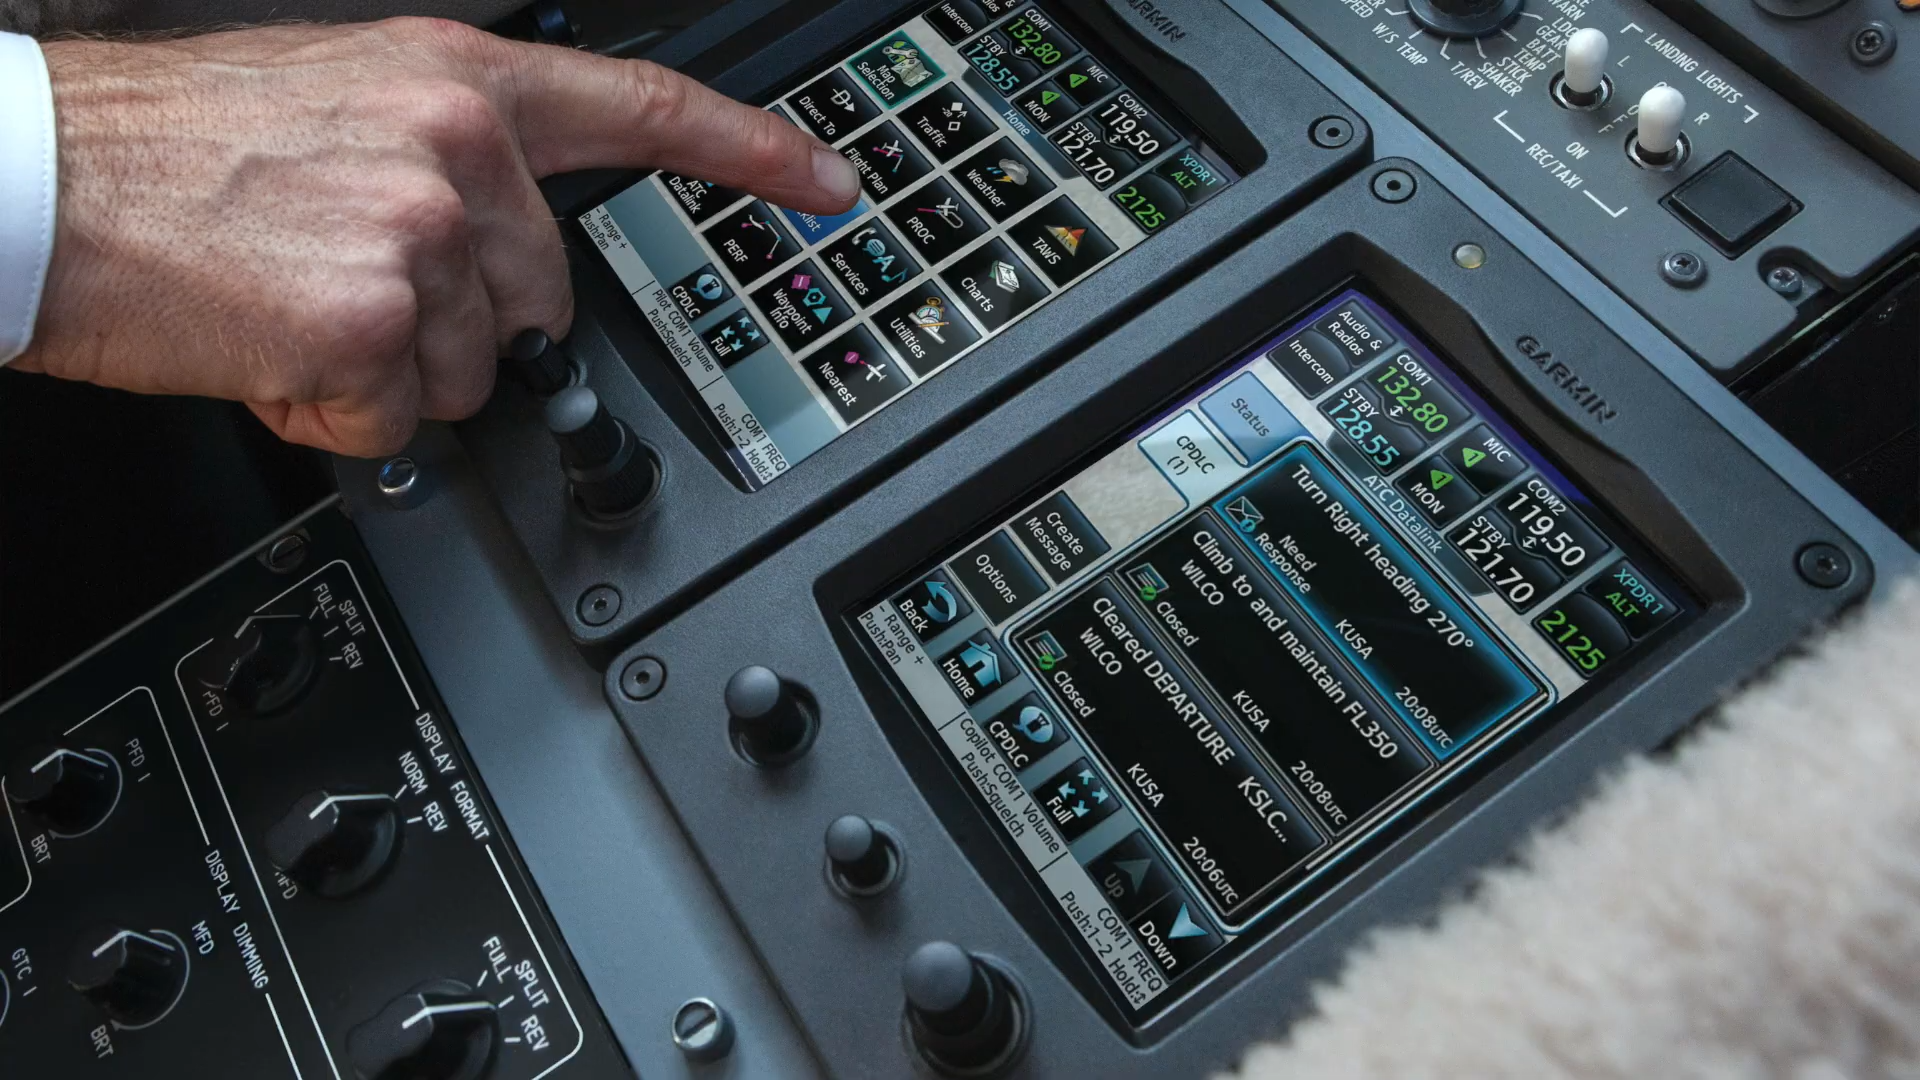 GARMIN
Intercom
COM1
132.80
STBY
128.55
MIC
MON
COM2
119.50
STBY
121.70
XPDR1
ALT
2125
Home
Map
Selection
Traffic
Weather
TAWS
Direct To
Flight Plan
PROC
Charts
Services
Utilities
ATC
Datalink
PERF
Waypoint
Info
Nearest
- Range +
Push:Pan
CPDLC
Full
Pilot COM1 Volume
Push:Squelch
COM1 FREQ
Push:1-2 Hold:↕
GARMIN
Audio &
Radios
Intercom
COM1
132.80
STBY
128.55
MIC
MON
COM2
119.50
STBY
121.70
XPDR1
ALT
2125
ATC Datalink
Status
CPDLC
(1)
Create
Message
Options
Turn Right heading 270°
Need
Response
KUSA
20:08UTC
Climb to and maintain FL350
WILCO
Closed
KUSA
20:08UTC
Cleared DEPARTURE KSLC...
WILCO
Closed
KUSA
20:06UTC
Back
Home
CPDLC
Full
Up
Down
- Range +
Push:Pan
Copilot COM1 Volume
Push:Squelch
COM1 FREQ
Push:1-2 Hold:↕
SPEED
W/S TEMP
T/REV
STICK
SHAKER
BATT
TEMP
LDG
GEAR
LANDING LIGHTS
L
R
OFF
ON
REC/TAXI
PFD 1
FULL
SPLIT
REV
DISPLAY FORMAT
NORM
REV
MFD
FULL
SPLIT
REV
PFD 1
BRT
DISPLAY DIMMING
MFD
BRT
GTC 1